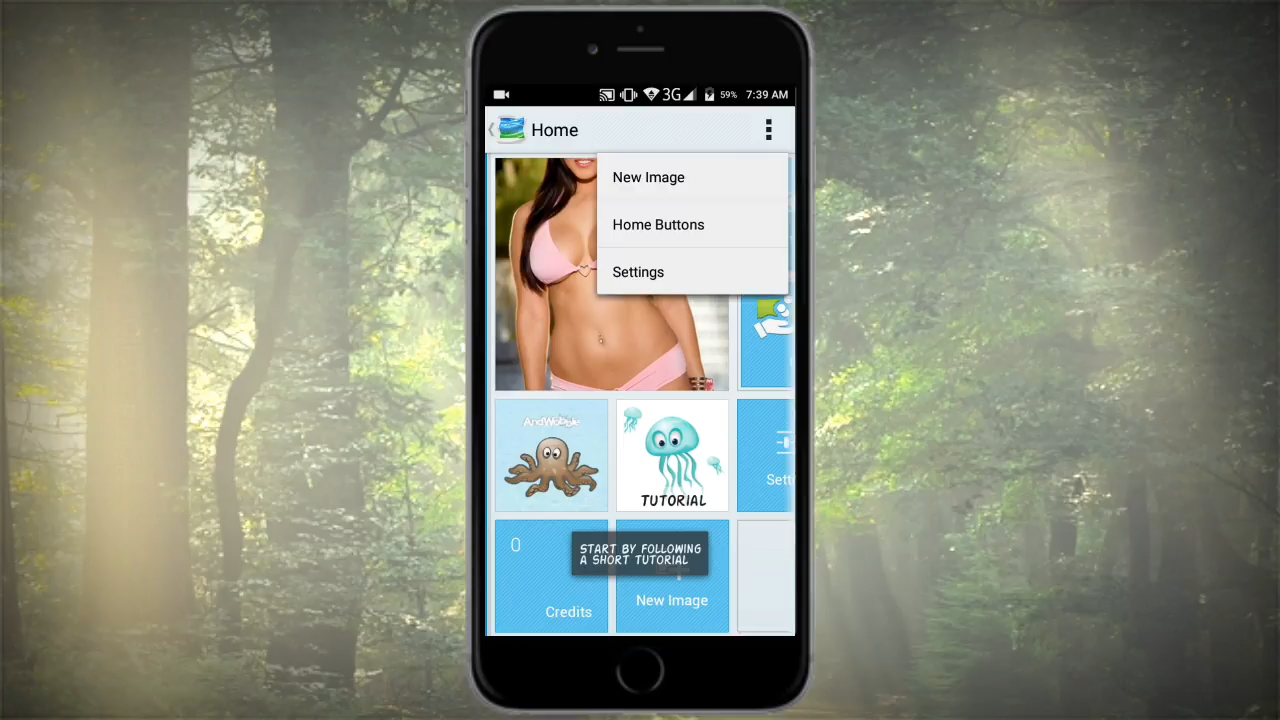 3G 59% 7:39 AM
Home
New Image
Home Buttons
Settings
AndWobble
TUTORIAL
Sett
START BY FOLLOWING
A SHORT TUTORIAL
0
Credits
New Image